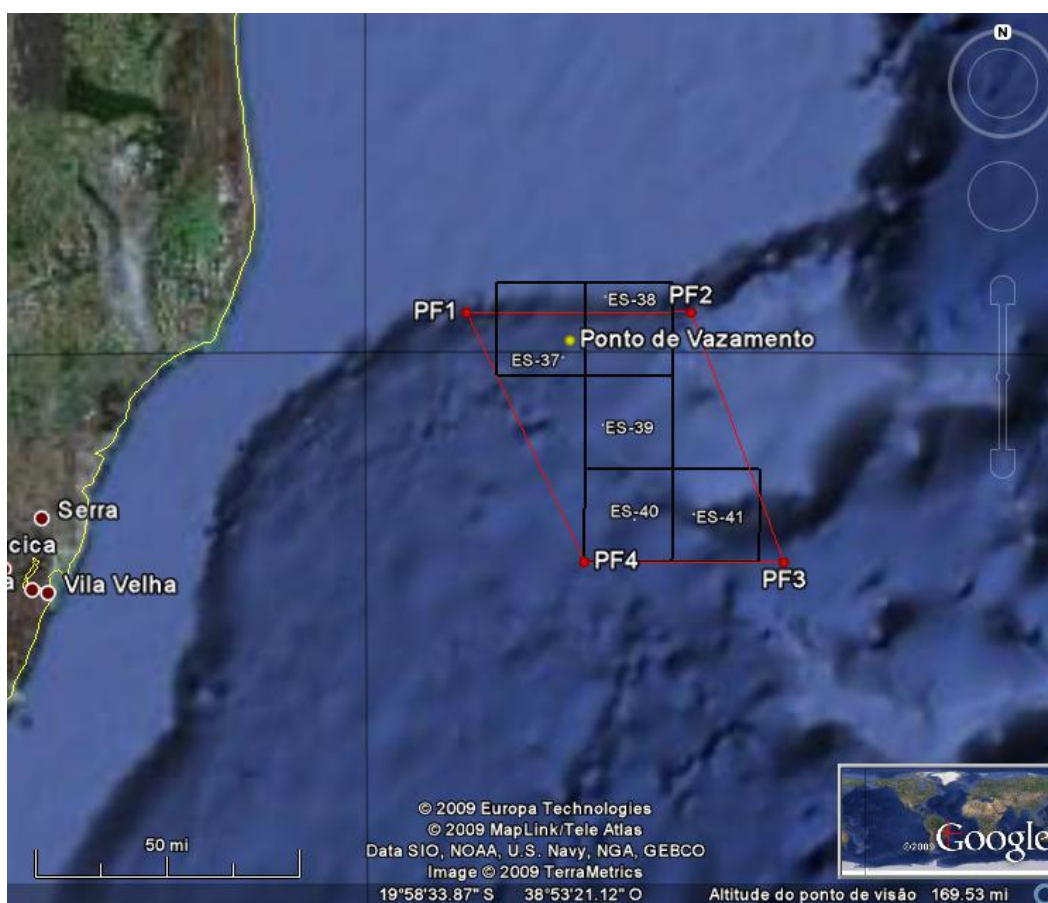 N
ES-38
PF2
PF1
Ponto de Vazamento
ES-37
ES-39
Serra
cica
ES-40
ES-41
a
PF4
Vila Velha
PF3
© 2009 Europa Technologies
© 2009 MapLink/Tele Atlas
Data SIO, NOAA, U.S. Navy, NGA, GEBCO
Image © 2009 TerraMetrics
50 mi
©2009 Google
19°58'33.87" S 38°53'21.12" O Altitude do ponto de visão 169.53 mi